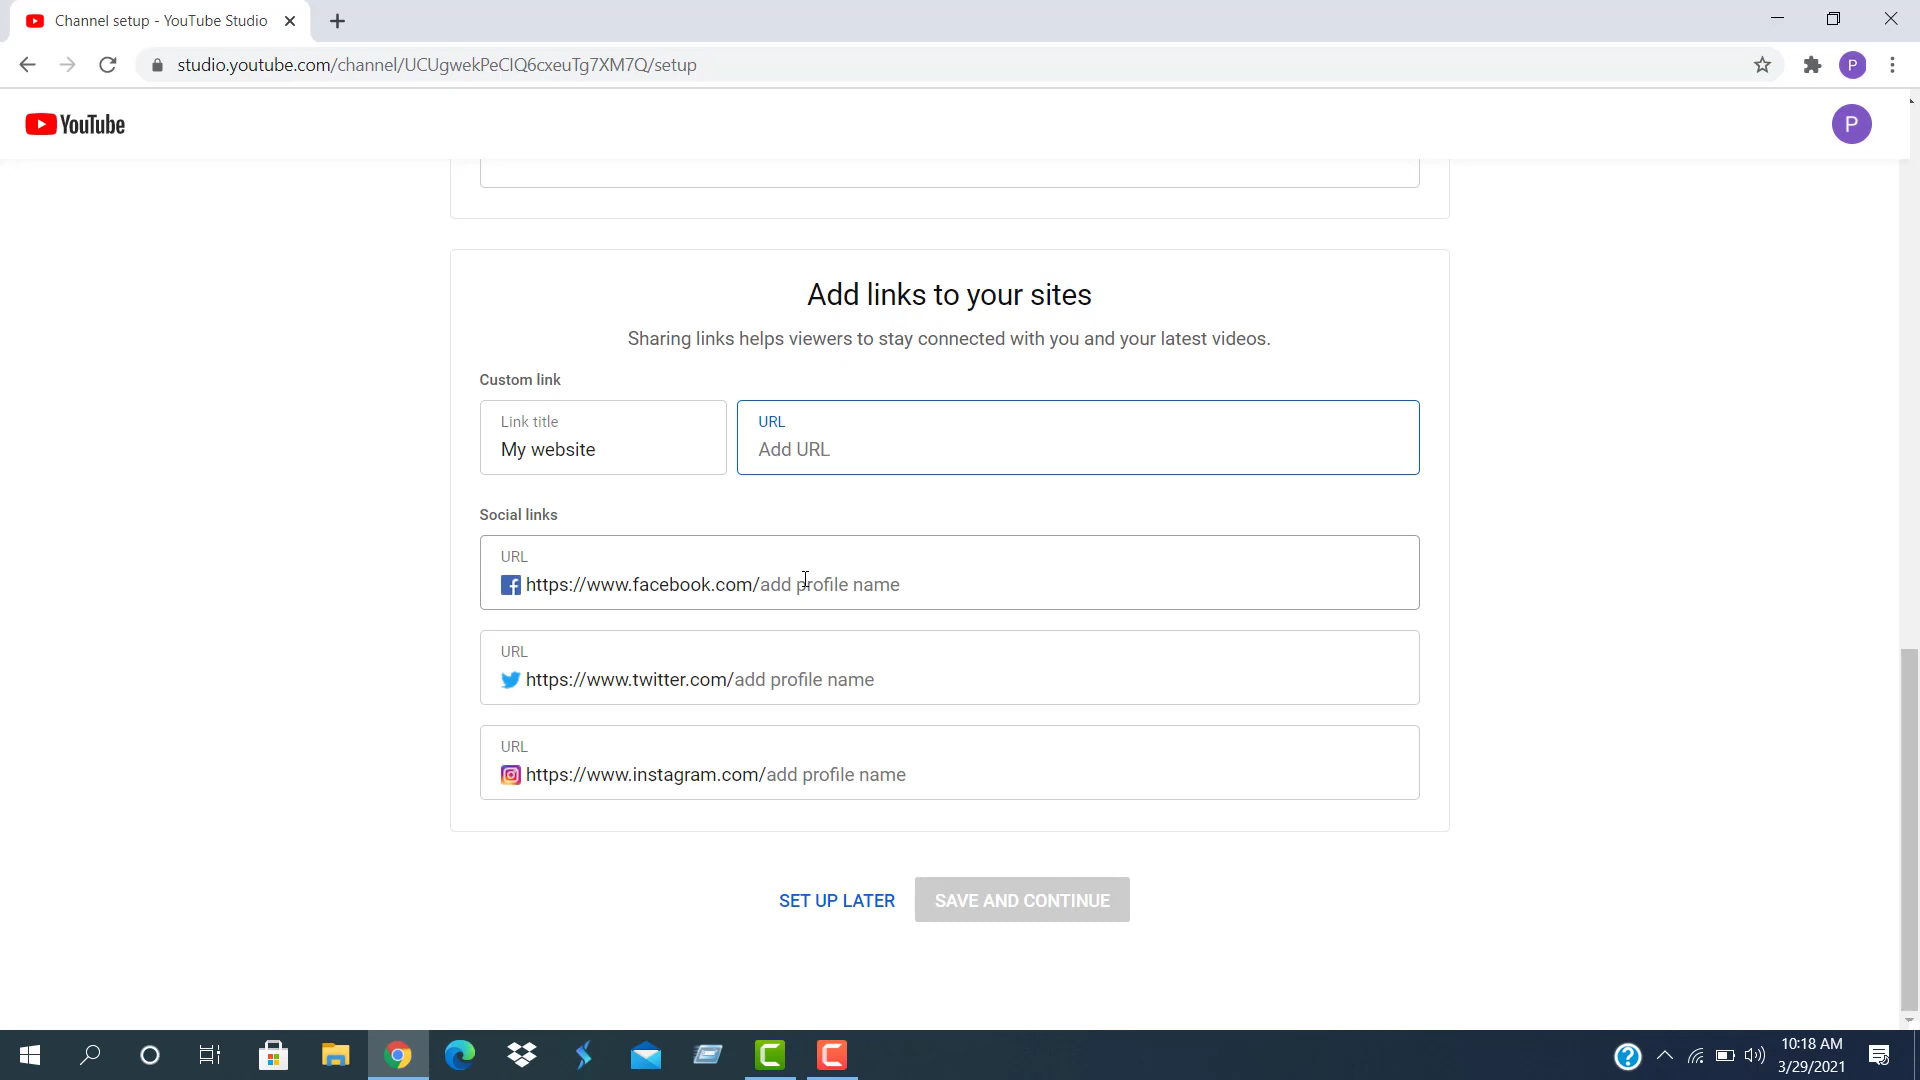 Channel setup - YouTube Studio
studio.youtube.com/channel/UCUgwekPeCIQ6cxeuTg7XM7Q/setup
P
YouTube
P
Add links to your sites
Sharing links helps viewers to stay connected with you and your latest videos.
Custom link
Link title
My website
URL
Add URL
Social links
URL
https://www.facebook.com/add profile name
URL
https://www.twitter.com/add profile name
URL
https://www.instagram.com/add profile name
SET UP LATER
SAVE AND CONTINUE
10:18 AM
3/29/2021